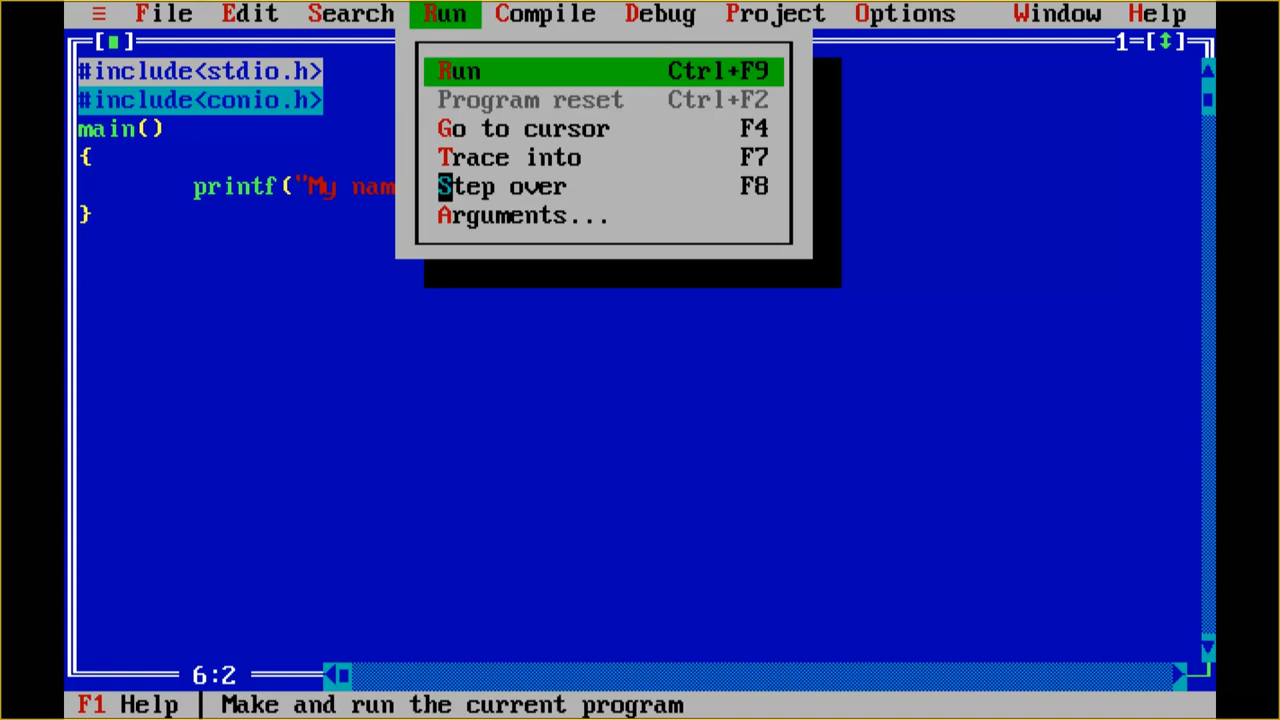 ≡ File Edit Search Run Compile Debug Project Options Window Help
[■] 1=[↕]
#include<stdio.h>
#include<conio.h>
main()
{
printf("My nam
}
Run Ctrl+F9
Program reset Ctrl+F2
Go to cursor F4
Trace into F7
Step over F8
Arguments...
6:2
F1 Help | Make and run the current program